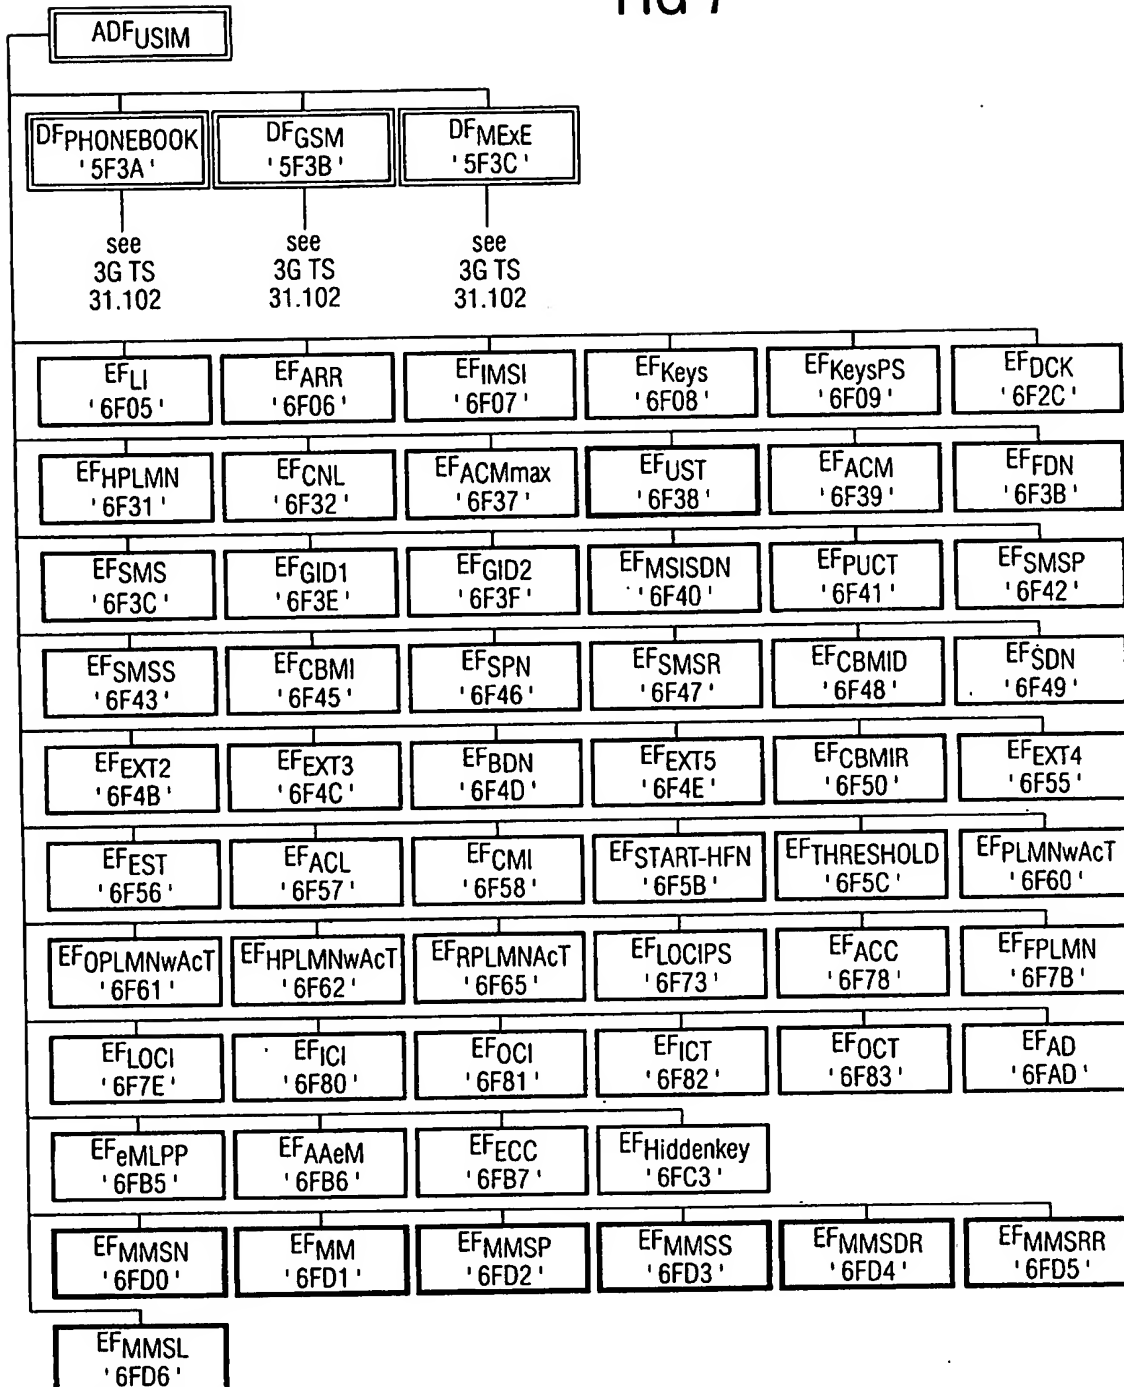 FIG 7
ADFUSIM
DFPHONEBOOK DFGSM DFMExE
'5F3A' '5F3B' '5F3C'
see see see
3G TS 3G TS 3G TS
31.102 31.102 31.102
EFLI EFARR EFIMSI EFKeys EFKeysPS EFDCK
'6F05' '6F06' '6F07' '6F08' '6F09' '6F2C'
EFHPLMN EFCNL EFACMmax EFUST EFACM EFFDN
'6F31' '6F32' '6F37' '6F38' '6F39' '6F3B'
EFSMS EFGID1 EFGID2 EFMSISDN EFPUCT EFSMSP
'6F3C' '6F3E' '6F3F' '6F40' '6F41' '6F42'
EFSMSS EFCBMI EFSPN EFSMSR EFCBMID EFSDN
'6F43' '6F45' '6F46' '6F47' '6F48' '6F49'
EFEXT2 EFEXT3 EFBDN EFEXT5 EFCBMIR EFEXT4
'6F4B' '6F4C' '6F4D' '6F4E' '6F50' '6F55'
EFEST EFACL EFCMI EFSTART-HFN EFTHRESHOLD EFPLMNwAcT
'6F56' '6F57' '6F58' '6F5B' '6F5C' '6F60'
EFOPLMNwAcT EFHPLMNwAcT EFRPLMNAcT EFLOCIPS EFACC EFFPLMN
'6F61' '6F62' '6F65' '6F73' '6F78' '6F7B'
EFLOCI EFICI EFOCI EFICT EFOCT EFAD
'6F7E' '6F80' '6F81' '6F82' '6F83' '6FAD'
EFeMLPP EFAAeM EFECC EFHiddenkey
'6FB5' '6FB6' '6FB7' '6FC3'
EFMMSN EFMM EFMMSP EFMMSS EFMMSDR EFMMSRR
'6FD0' '6FD1' '6FD2' '6FD3' '6FD4' '6FD5'
EFMMSL
'6FD6'